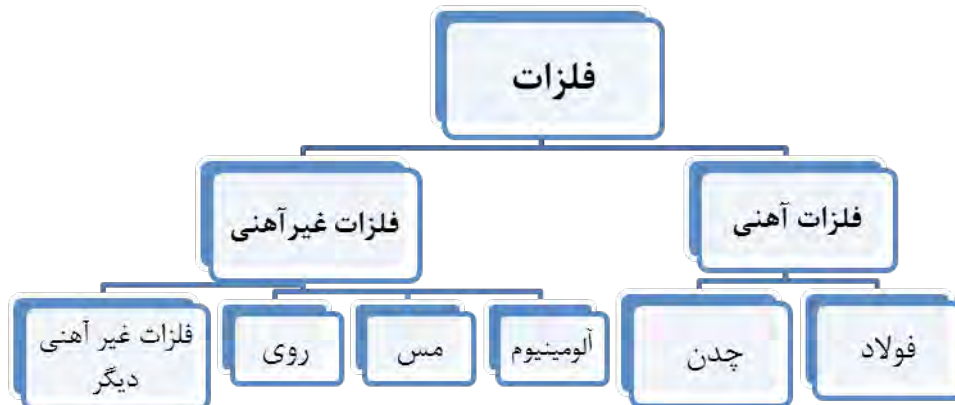 فلزات
فلزات آهنی
فلزات غیرآهنی
فولاد
چدن
آلومینیوم
مس
روی
فلزات غیر آهنی
دیگر